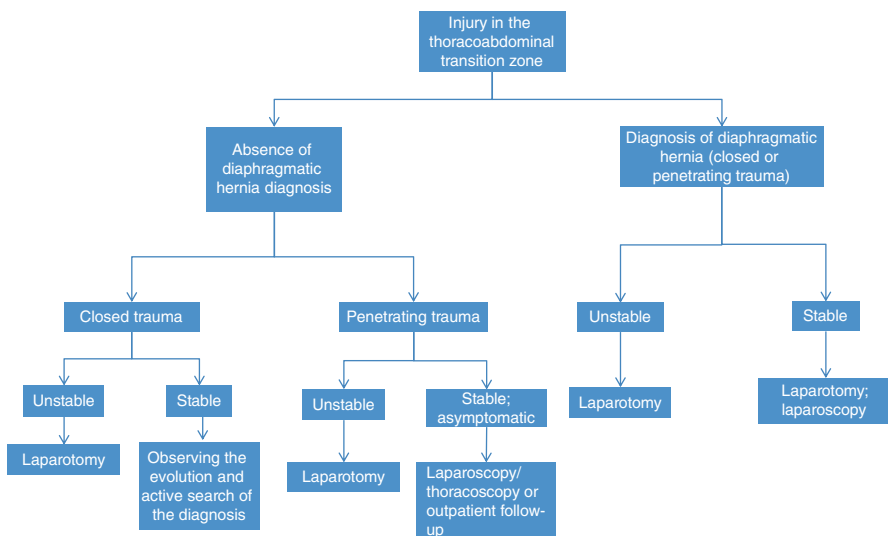 Injury in the
thoracoabdominal
transition zone
Absence of
diaphragmatic
hernia diagnosis
Diagnosis of diaphragmatic
hernia (closed or
penetrating trauma)
Closed trauma
Penetrating trauma
Unstable
Stable
Unstable
Stable
Unstable
Stable;
asymptomatic
Laparotomy
Laparotomy;
laparoscopy
Laparotomy
Observing the
evolution and
active search of
the diagnosis
Laparotomy
Laparoscopy/
thoracoscopy or
outpatient follow-
up